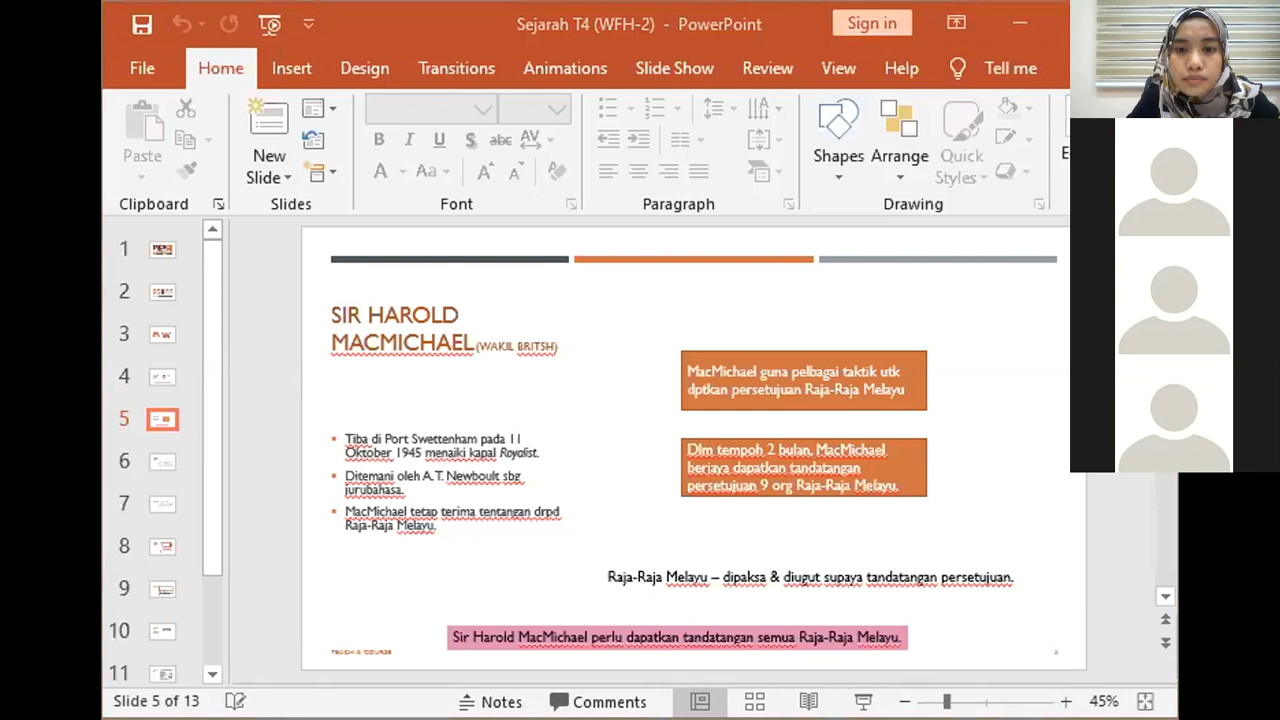 Sejarah T4 (WFH-2) - PowerPoint
Sign in
File Home Insert Design Transitions Animations Slide Show Review View Help Tell me
Paste
New
Slide
B I U S abc AV
A Aa A A
Shapes
Arrange
Quick
Styles
E
Clipboard
Slides
Font
Paragraph
Drawing
1
2
3
4
5
6
7
8
9
10
11
SIR HAROLD
MACMICHAEL (WAKIL BRITSH)
Tiba di Port Swettenham pada 11
Oktober 1945 menaiki kapal Royalist.
Ditemani oleh A.T. Newboult sbg
jurubahasa.
MacMichael tetap terima tentangan drpd
Raja-Raja Melayu.
MacMichael guna pelbagai taktik utk
dptkan persetujuan Raja-Raja Melayu
Dlm tempoh 2 bulan, MacMichael
berjaya dapatkan tandatangan
persetujuan 9 org Raja-Raja Melayu.
Raja-Raja Melayu – dipaksa & diugut supaya tandatangan persetujuan.
Sir Harold MacMichael perlu dapatkan tandatangan semua Raja-Raja Melayu.
TEACH A COURSE
Slide 5 of 13
Notes
Comments
45%